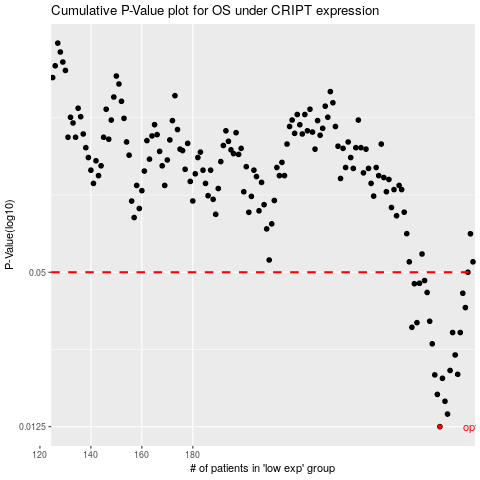 Cumulative P-Value plot for OS under CRIPT expression
P-Value(log10)
0.05
0.0125
op
120 140 160 180
# of patients in 'low exp' group